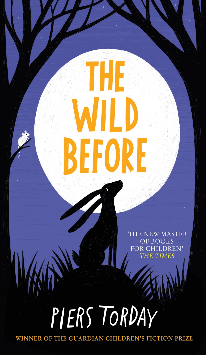 THE
WILD
BEFORE
'THE NEW MASTER
OF BOOKS
FOR CHILDREN'
THE TIMES
PIERS TORDAY
WINNER OF THE GUARDIAN CHILDREN'S FICTION PRIZE